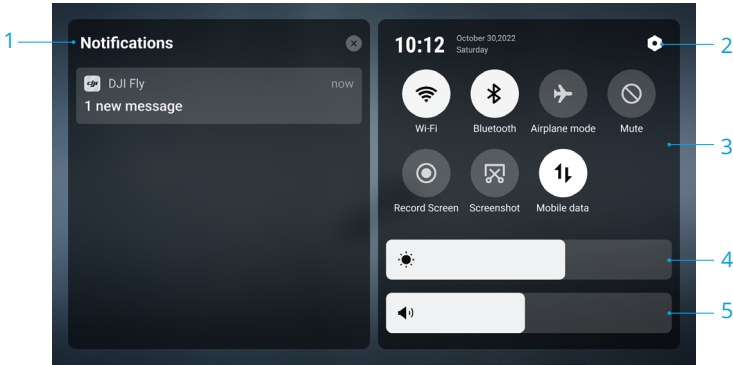 1
Notifications
DJI Fly
now
1 new message
10:12
October 30,2022
Saturday
2
Wi-Fi
Bluetooth
Airplane mode
Mute
3
Record Screen
Screenshot
Mobile data
4
5